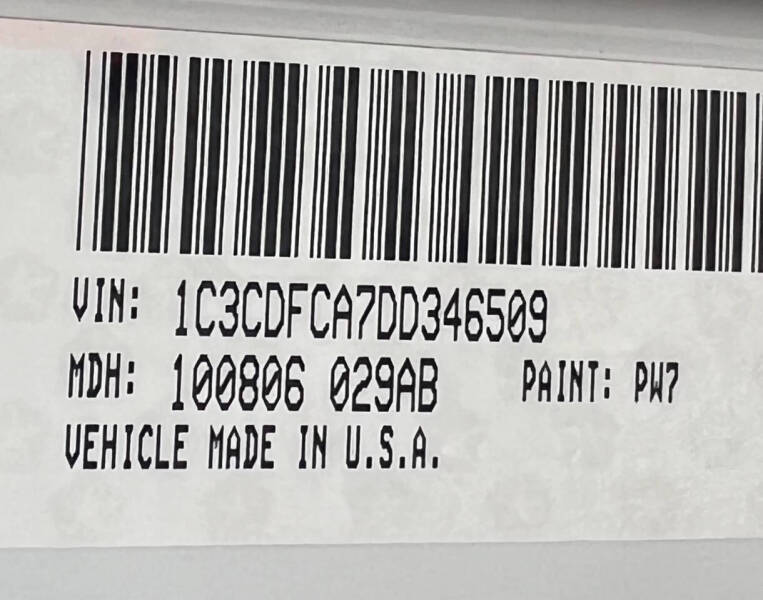 VIN: 1C3CDFCA7DD346509
MDH: 100806 029AB PAINT: PW7
VEHICLE MADE IN U.S.A.